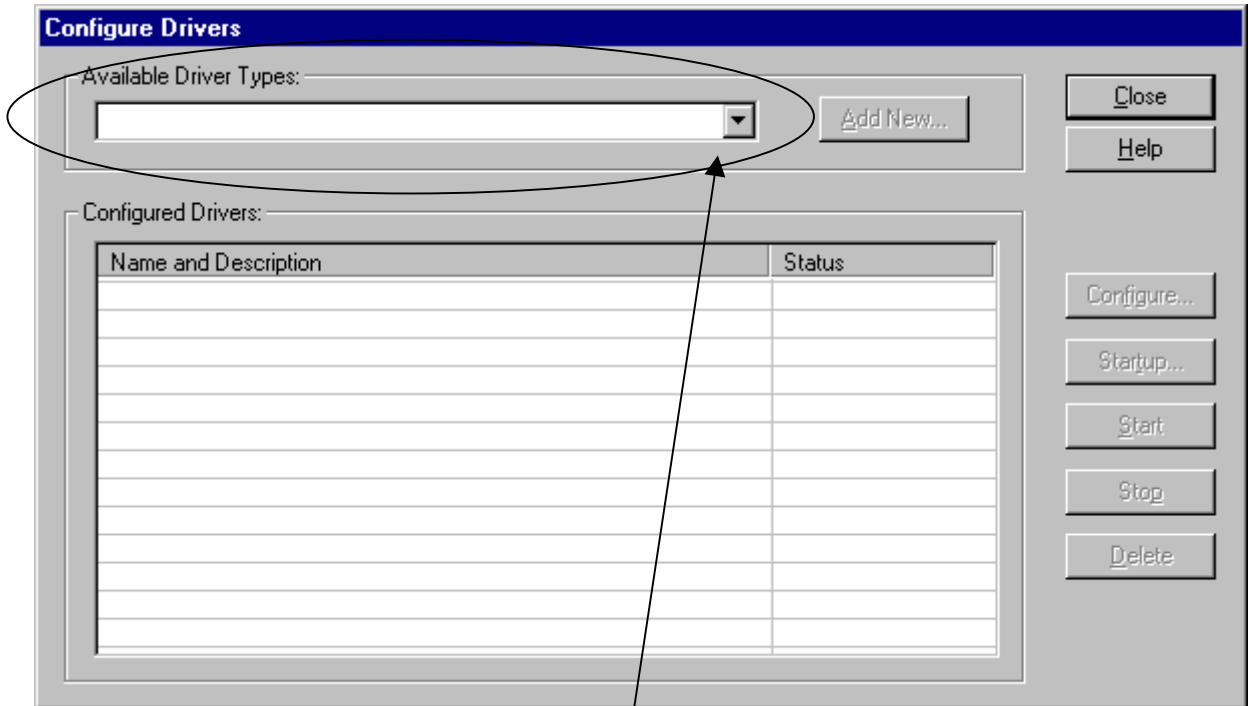 Configure Drivers
Available Driver Types:
Add New...
Close
Help
Configured Drivers:
Name and Description
Status
Configure...
Startup...
Start
Stop
Delete